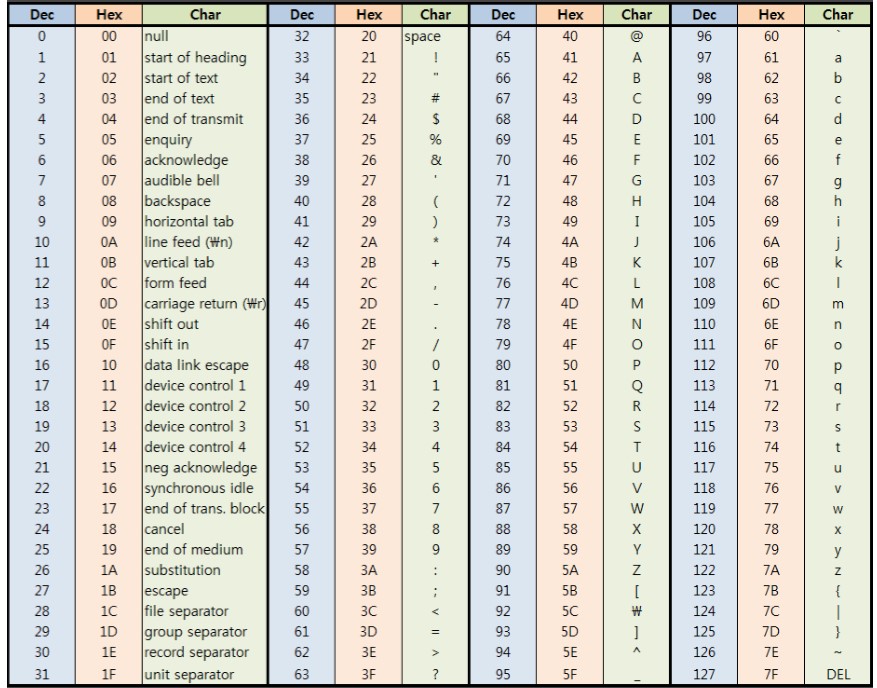 Dec Hex Char Dec Hex Char Dec Hex Char Dec Hex Char
0 00 null 32 20 space 64 40 @ 96 60 `
1 01 start of heading 33 21 ! 65 41 A 97 61 a
2 02 start of text 34 22 " 66 42 B 98 62 b
3 03 end of text 35 23 # 67 43 C 99 63 c
4 04 end of transmit 36 24 $ 68 44 D 100 64 d
5 05 enquiry 37 25 % 69 45 E 101 65 e
6 06 acknowledge 38 26 & 70 46 F 102 66 f
7 07 audible bell 39 27 ' 71 47 G 103 67 g
8 08 backspace 40 28 ( 72 48 H 104 68 h
9 09 horizontal tab 41 29 ) 73 49 I 105 69 i
10 0A line feed (₩n) 42 2A * 74 4A J 106 6A j
11 0B vertical tab 43 2B + 75 4B K 107 6B k
12 0C form feed 44 2C , 76 4C L 108 6C l
13 0D carriage return (₩r) 45 2D - 77 4D M 109 6D m
14 0E shift out 46 2E . 78 4E N 110 6E n
15 0F shift in 47 2F / 79 4F O 111 6F o
16 10 data link escape 48 30 0 80 50 P 112 70 p
17 11 device control 1 49 31 1 81 51 Q 113 71 q
18 12 device control 2 50 32 2 82 52 R 114 72 r
19 13 device control 3 51 33 3 83 53 S 115 73 s
20 14 device control 4 52 34 4 84 54 T 116 74 t
21 15 neg acknowledge 53 35 5 85 55 U 117 75 u
22 16 synchronous idle 54 36 6 86 56 V 118 76 v
23 17 end of trans. block 55 37 7 87 57 W 119 77 w
24 18 cancel 56 38 8 88 58 X 120 78 x
25 19 end of medium 57 39 9 89 59 Y 121 79 y
26 1A substitution 58 3A : 90 5A Z 122 7A z
27 1B escape 59 3B ; 91 5B [ 123 7B {
28 1C file separator 60 3C < 92 5C ₩ 124 7C |
29 1D group separator 61 3D = 93 5D ] 125 7D }
30 1E record separator 62 3E > 94 5E ^ 126 7E ~
31 1F unit separator 63 3F ? 95 5F _ 127 7F DEL